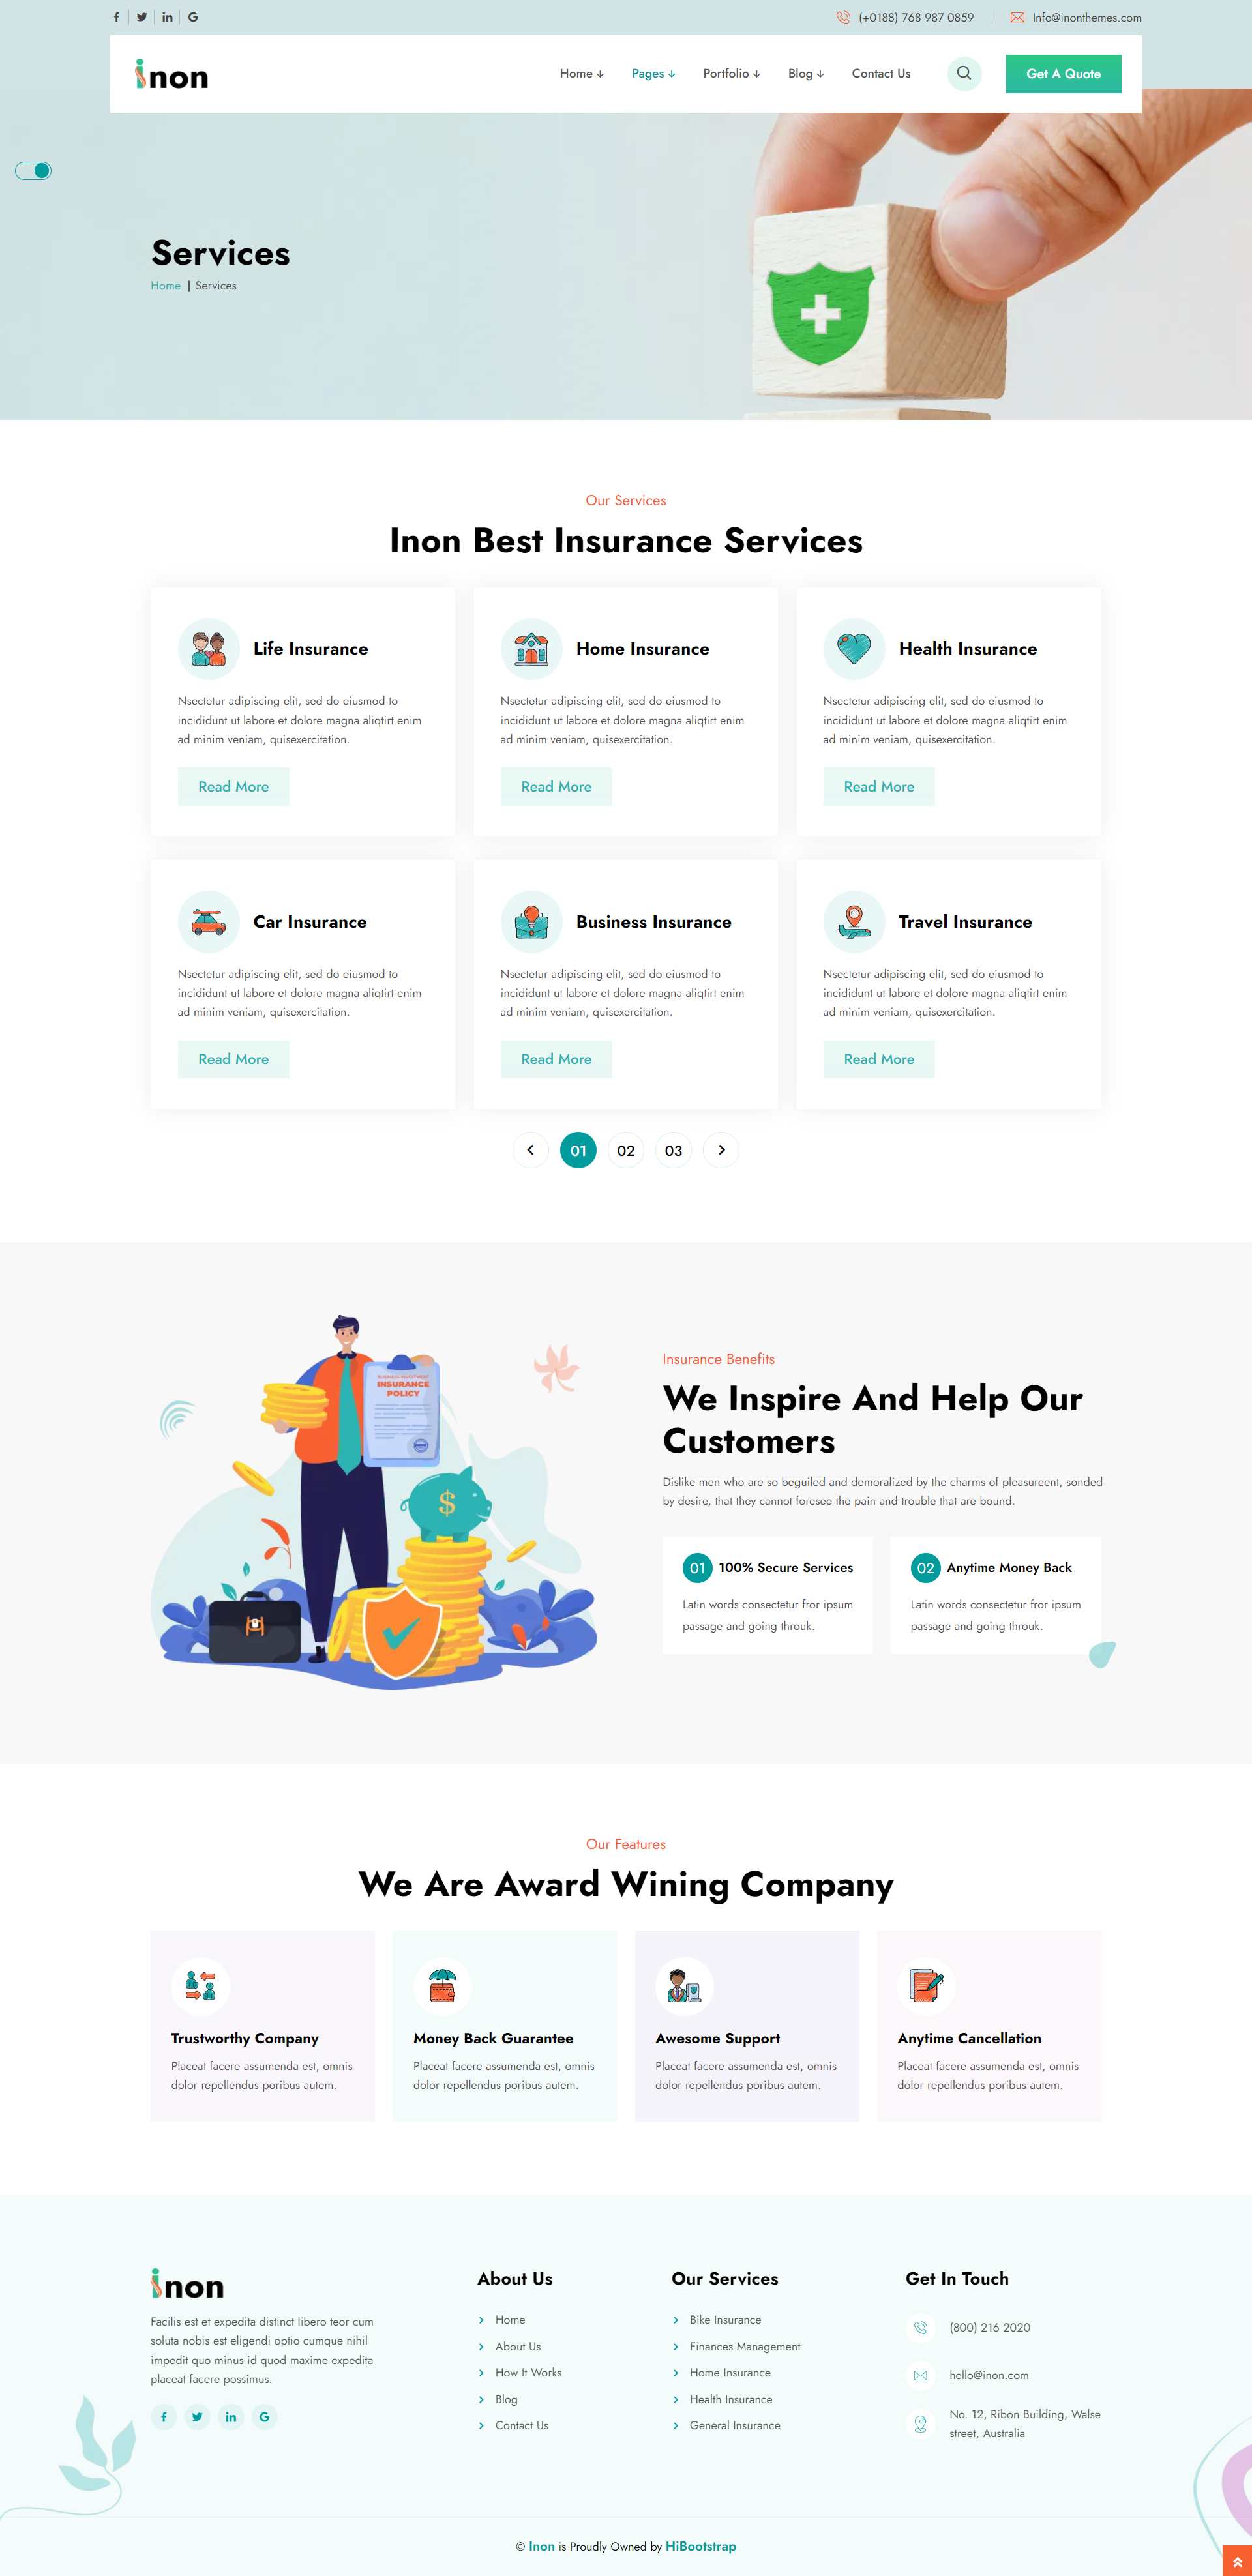 (+0188) 768 987 0859
Info@inonthemes.com
inon
Home
Pages
Portfolio
Blog
Contact Us
Get A Quote
Services
Home | Services
Our Services
Inon Best Insurance Services
Life Insurance
Nsectetur adipiscing elit, sed do eiusmod to
incididunt ut labore et dolore magna aliqtirt enim
ad minim veniam, quisexercitation.
Read More
Home Insurance
Nsectetur adipiscing elit, sed do eiusmod to
incididunt ut labore et dolore magna aliqtirt enim
ad minim veniam, quisexercitation.
Read More
Health Insurance
Nsectetur adipiscing elit, sed do eiusmod to
incididunt ut labore et dolore magna aliqtirt enim
ad minim veniam, quisexercitation.
Read More
Car Insurance
Nsectetur adipiscing elit, sed do eiusmod to
incididunt ut labore et dolore magna aliqtirt enim
ad minim veniam, quisexercitation.
Read More
Business Insurance
Nsectetur adipiscing elit, sed do eiusmod to
incididunt ut labore et dolore magna aliqtirt enim
ad minim veniam, quisexercitation.
Read More
Travel Insurance
Nsectetur adipiscing elit, sed do eiusmod to
incididunt ut labore et dolore magna aliqtirt enim
ad minim veniam, quisexercitation.
Read More
01 02 03
BUSINESS INVESTMENT
INSURANCE
POLICY
$
Insurance Benefits
We Inspire And Help Our
Customers
Dislike men who are so beguiled and demoralized by the charms of pleasureent, sonded
by desire, that they cannot foresee the pain and trouble that are bound.
01 100% Secure Services
Latin words consectetur fror ipsum
passage and going throuk.
02 Anytime Money Back
Latin words consectetur fror ipsum
passage and going throuk.
Our Features
We Are Award Wining Company
Trustworthy Company
Placeat facere assumenda est, omnis
dolor repellendus poribus autem.
Money Back Guarantee
Placeat facere assumenda est, omnis
dolor repellendus poribus autem.
Awesome Support
Placeat facere assumenda est, omnis
dolor repellendus poribus autem.
Anytime Cancellation
Placeat facere assumenda est, omnis
dolor repellendus poribus autem.
inon
Facilis est et expedita distinct libero teor cum
soluta nobis est eligendi optio cumque nihil
impedit quo minus id quod maxime expedita
placeat facere possimus.
About Us
Home
About Us
How It Works
Blog
Contact Us
Our Services
Bike Insurance
Finances Management
Home Insurance
Health Insurance
General Insurance
Get In Touch
(800) 216 2020
hello@inon.com
No. 12, Ribon Building, Walse
street, Australia
© Inon is Proudly Owned by HiBootstrap